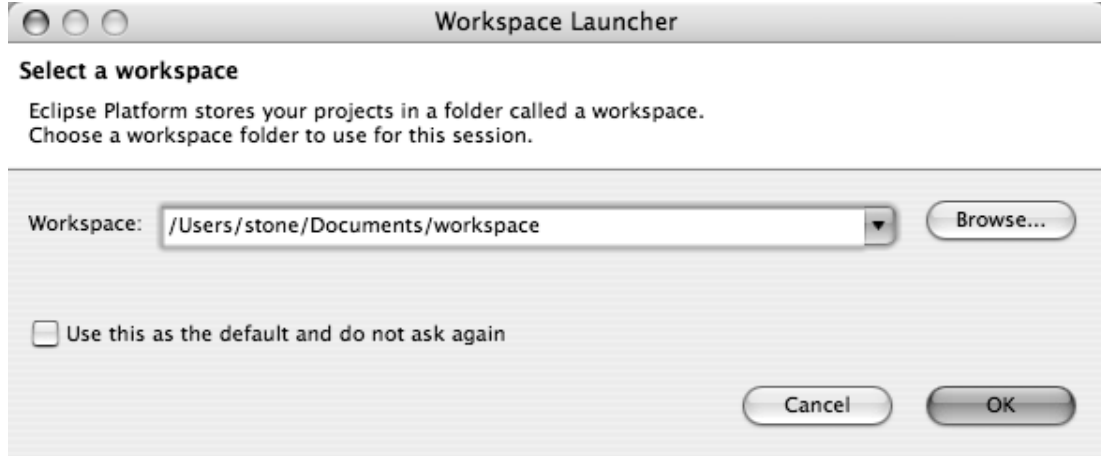 Workspace Launcher
Select a workspace
Eclipse Platform stores your projects in a folder called a workspace.
Choose a workspace folder to use for this session.
Workspace: /Users/stone/Documents/workspace Browse...
Use this as the default and do not ask again
Cancel OK